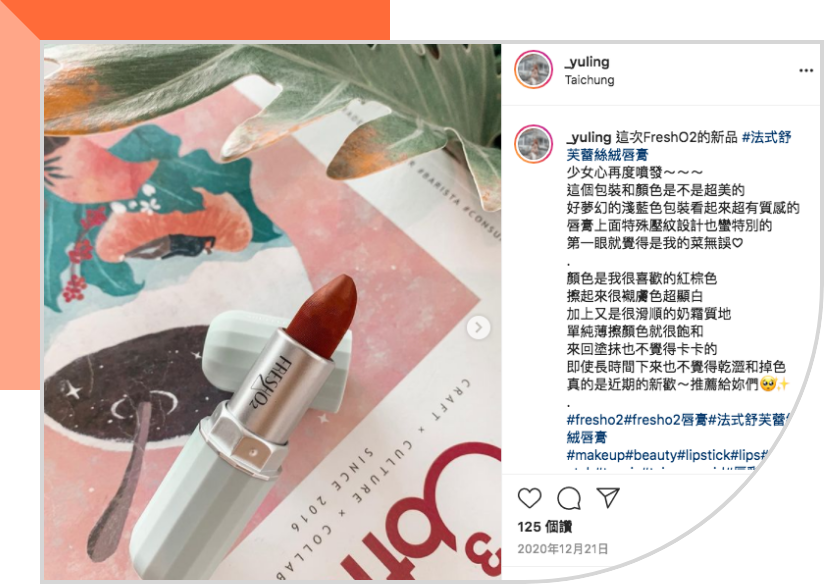 _yuling
Taichung
_yuling 這次FreshO2的新品 #法式舒
芙蕾絲絨唇膏
少女心再度噴發～～～
這個包裝和顏色是不是超美的
好夢幻的淺藍色包裝看起來超有質感的
唇膏上面特殊壓紋設計也蠻特別的
第一眼就覺得是我的菜無誤♡
.
顏色是我很喜歡的紅棕色
擦起來很襯膚色超顯白
加上又是很滑順的奶霜質地
單純薄擦顏色就很飽和
來回塗抹也不覺得卡卡的
即使長時間下來也不覺得乾澀和掉色
真的是近期的新歡～推薦給妳們🥺✨
.
#fresho2#fresho2唇膏#法式舒芙蕾
絨唇膏
#makeup#beauty#lipstick#lips#
125 個讚
2020年12月21日
#BARISTA #CONSU
FRESHO2
CRAFT × CULTURE × COLLAB
SINCE 2016